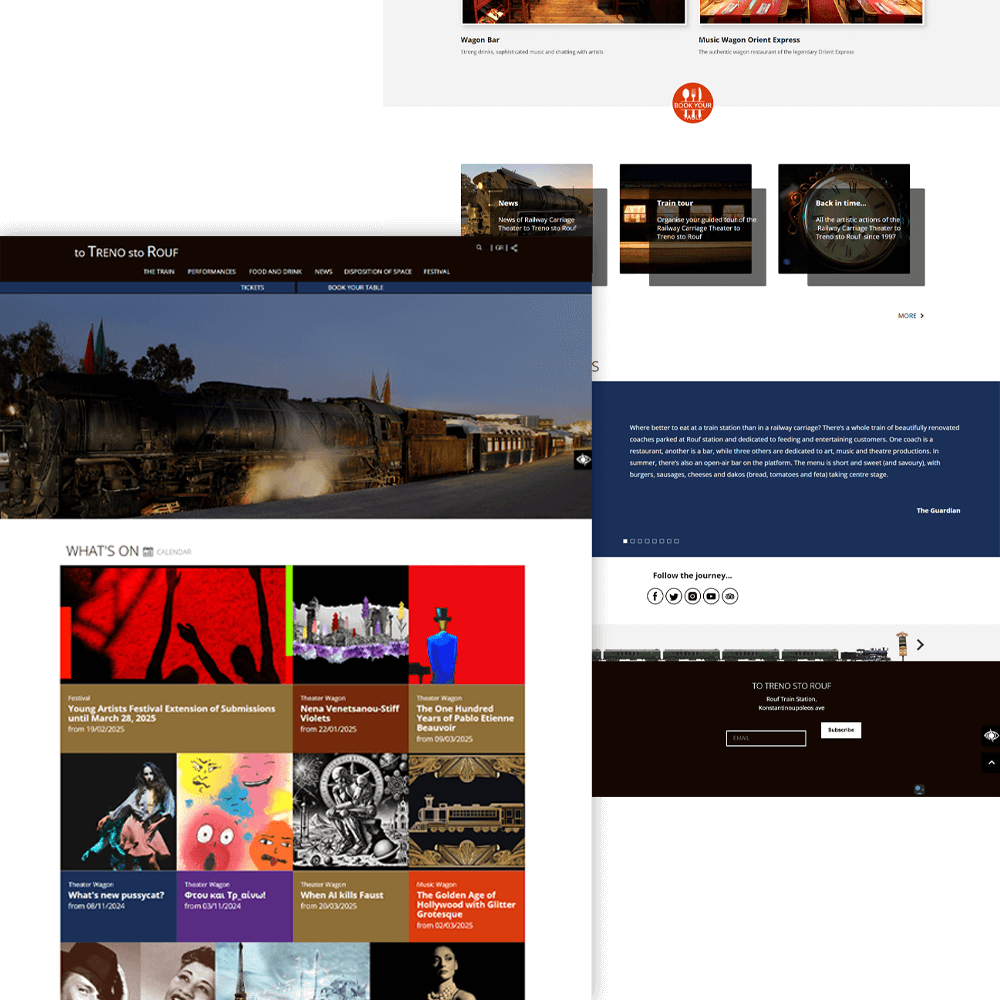 Wagon Bar
Strong drinks, sophisticated music and chatting with artists
Music Wagon Orient Express
The authentic wagon restaurant of the legendary Orient Express
BOOK YOUR
TABLE
News
News of Railway Carriage
Theater to Treno sto Rouf
Train tour
Organise your guided tour of the
Railway Carriage Theater to
Treno sto Rouf
Back in time...
All the artistic actions of the
Railway Carriage Theater to
Treno sto Rouf since 1997
MORE
S
to TRENO sto ROUF
GR
THE TRAIN
PERFORMANCES
FOOD AND DRINK
NEWS
DISPOSITION OF SPACE
FESTIVAL
TICKETS
BOOK YOUR TABLE
Where better to eat at a train station than in a railway carriage? There's a whole train of beautifully renovated
coaches parked at Rouf station and dedicated to feeding and entertaining customers. One coach is a
restaurant, another is a bar, while three others are dedicated to art, music and theatre productions. In
summer, there's also an open-air bar on the platform. The menu is short and sweet (and savoury), with
burgers, sausages, cheeses and dakos (bread, tomatoes and feta) taking centre stage.
The Guardian
Follow the journey...
TO TRENO STO ROUF
Rouf Train Station,
Konstantinoupoleos ave
EMAIL
Subscribe
WHAT'S ON
CALENDAR
Festival
Young Artists Festival Extension of Submissions
until March 28, 2025
from 19/02/2025
Theater Wagon
Nena Venetsanou-Stiff
Violets
from 22/01/2025
Theater Wagon
The One Hundred
Years of Pablo Etienne
Beauvoir
from 09/03/2025
Theater Wagon
What's new pussycat?
from 08/11/2024
Theater Wagon
Φτου και Τρ_αίνω!
from 03/11/2024
Theater Wagon
When AI kills Faust
from 20/03/2025
Music Wagon
The Golden Age of
Hollywood with Glitter
Grotesque
from 02/03/2025